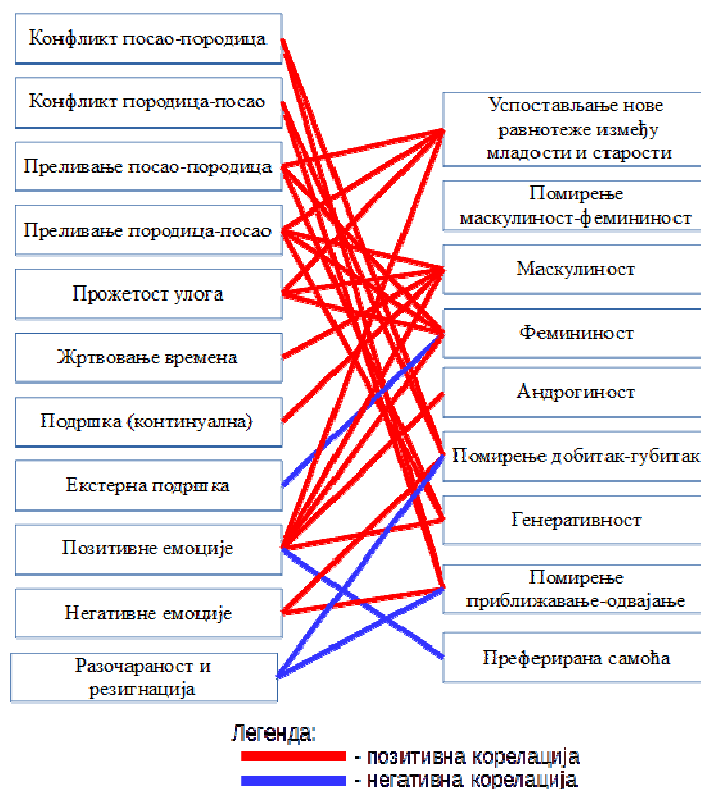 Конфликт посао-породица
Конфликт породица-посао
Преливање посао-породица
Преливање породица-посао
Прожетост улога
Жртвовање времена
Подршка (континуална)
Екстерна подршка
Позитивне емоције
Негативне емоције
Разочараност и
резигнација
Успостављање нове
равнотеже између
младости и старости
Помирење
маскулиност-фемининост
Маскулиност
Фемининост
Андрогиност
Помирење добитак-губитак
Генеративност
Помирење
приближавање-одвајање
Преферирана самоћа
Легенда:
- позитивна корелација
- негативна корелација